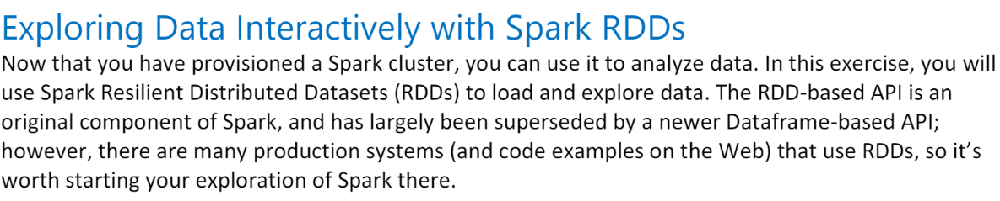 Exploring Data Interactively with Spark RDDs
Now that you have provisioned a Spark cluster, you can use it to analyze data. In this exercise, you will
use Spark Resilient Distributed Datasets (RDDs) to load and explore data. The RDD-based API is an
original component of Spark, and has largely been superseded by a newer Dataframe-based API;
however, there are many production systems (and code examples on the Web) that use RDDs, so it’s
worth starting your exploration of Spark there.